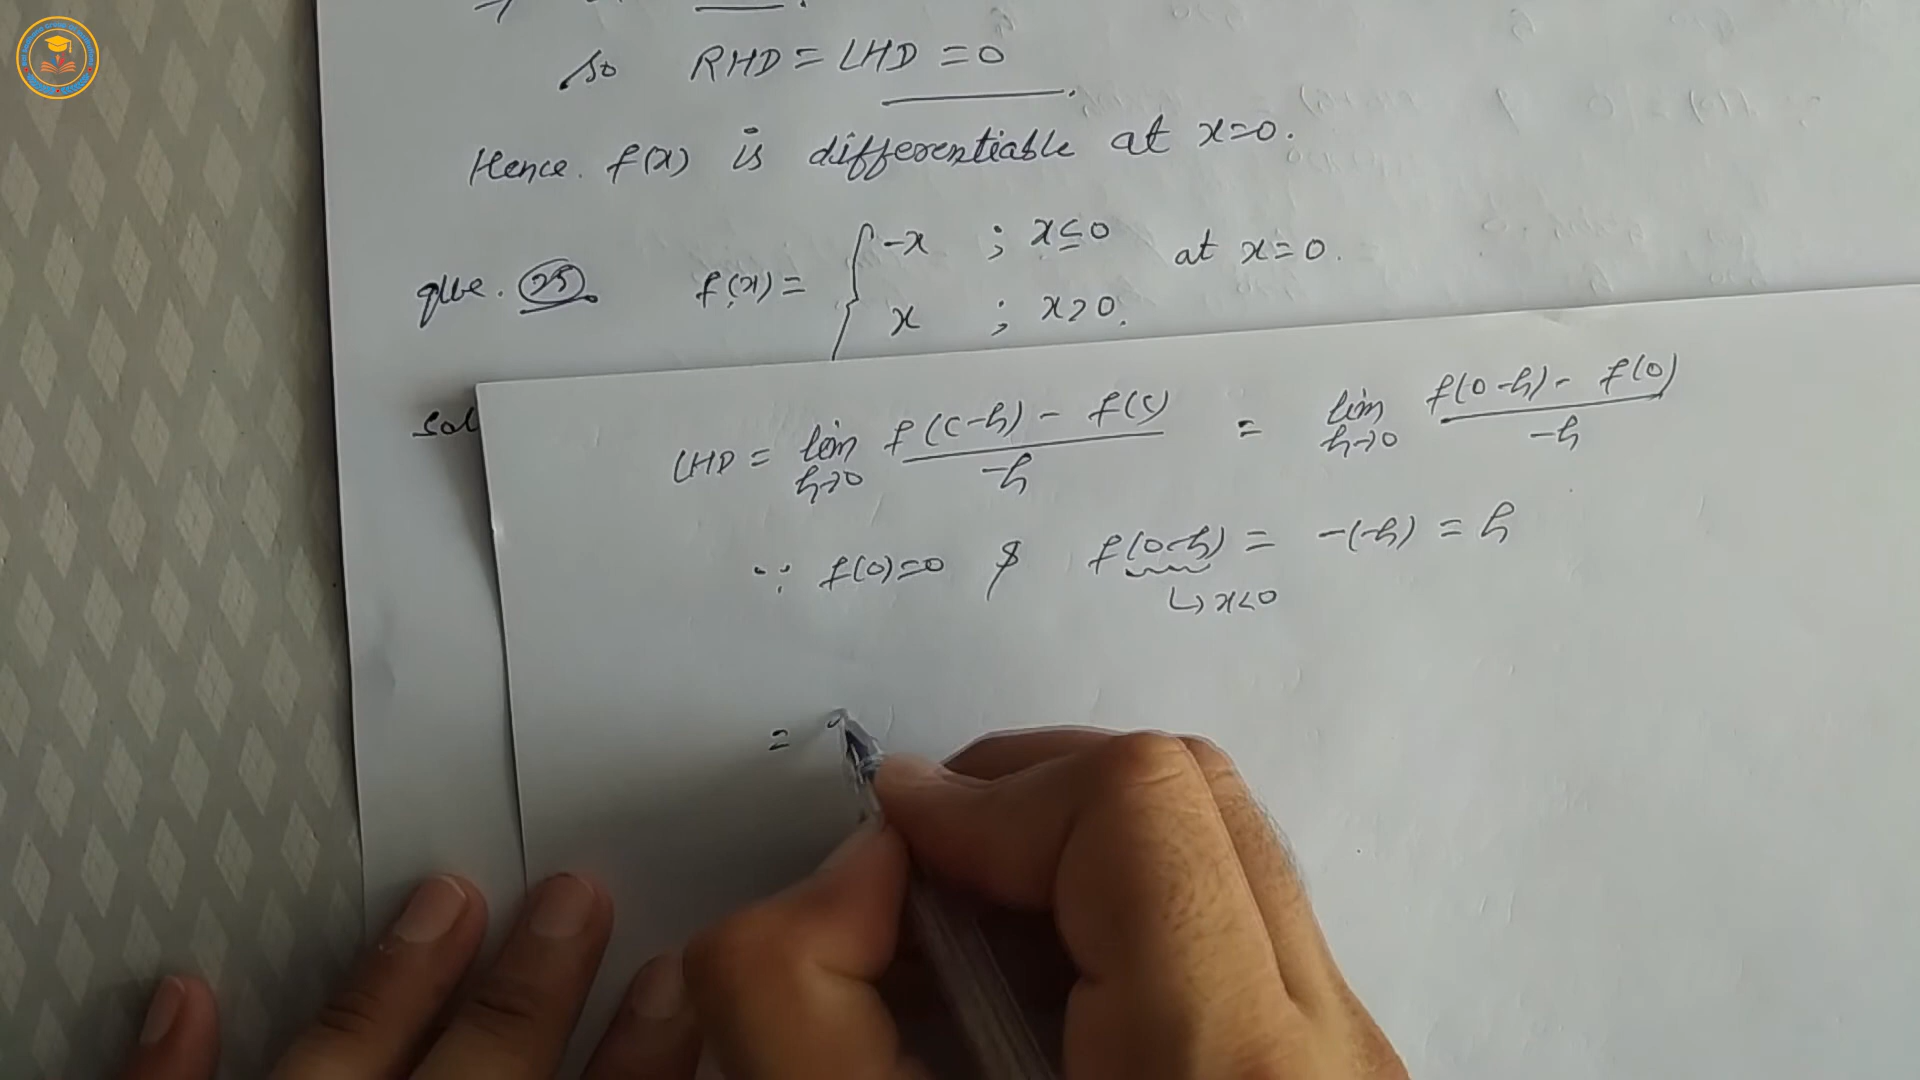 so RHD = LHD = 0
Hence. f(x) is differentiable at x=0.
que. 25. f(x) = { -x ; x≤0 at x=0.
x ; x>0.
Sol
LHD = lim h→0 f(c-h) - f(c) / -h = lim h→0 f(0-h) - f(0) / -h
∵ f(0)=0 & f(0-h) = -(-h) = h
↳ x<0
=